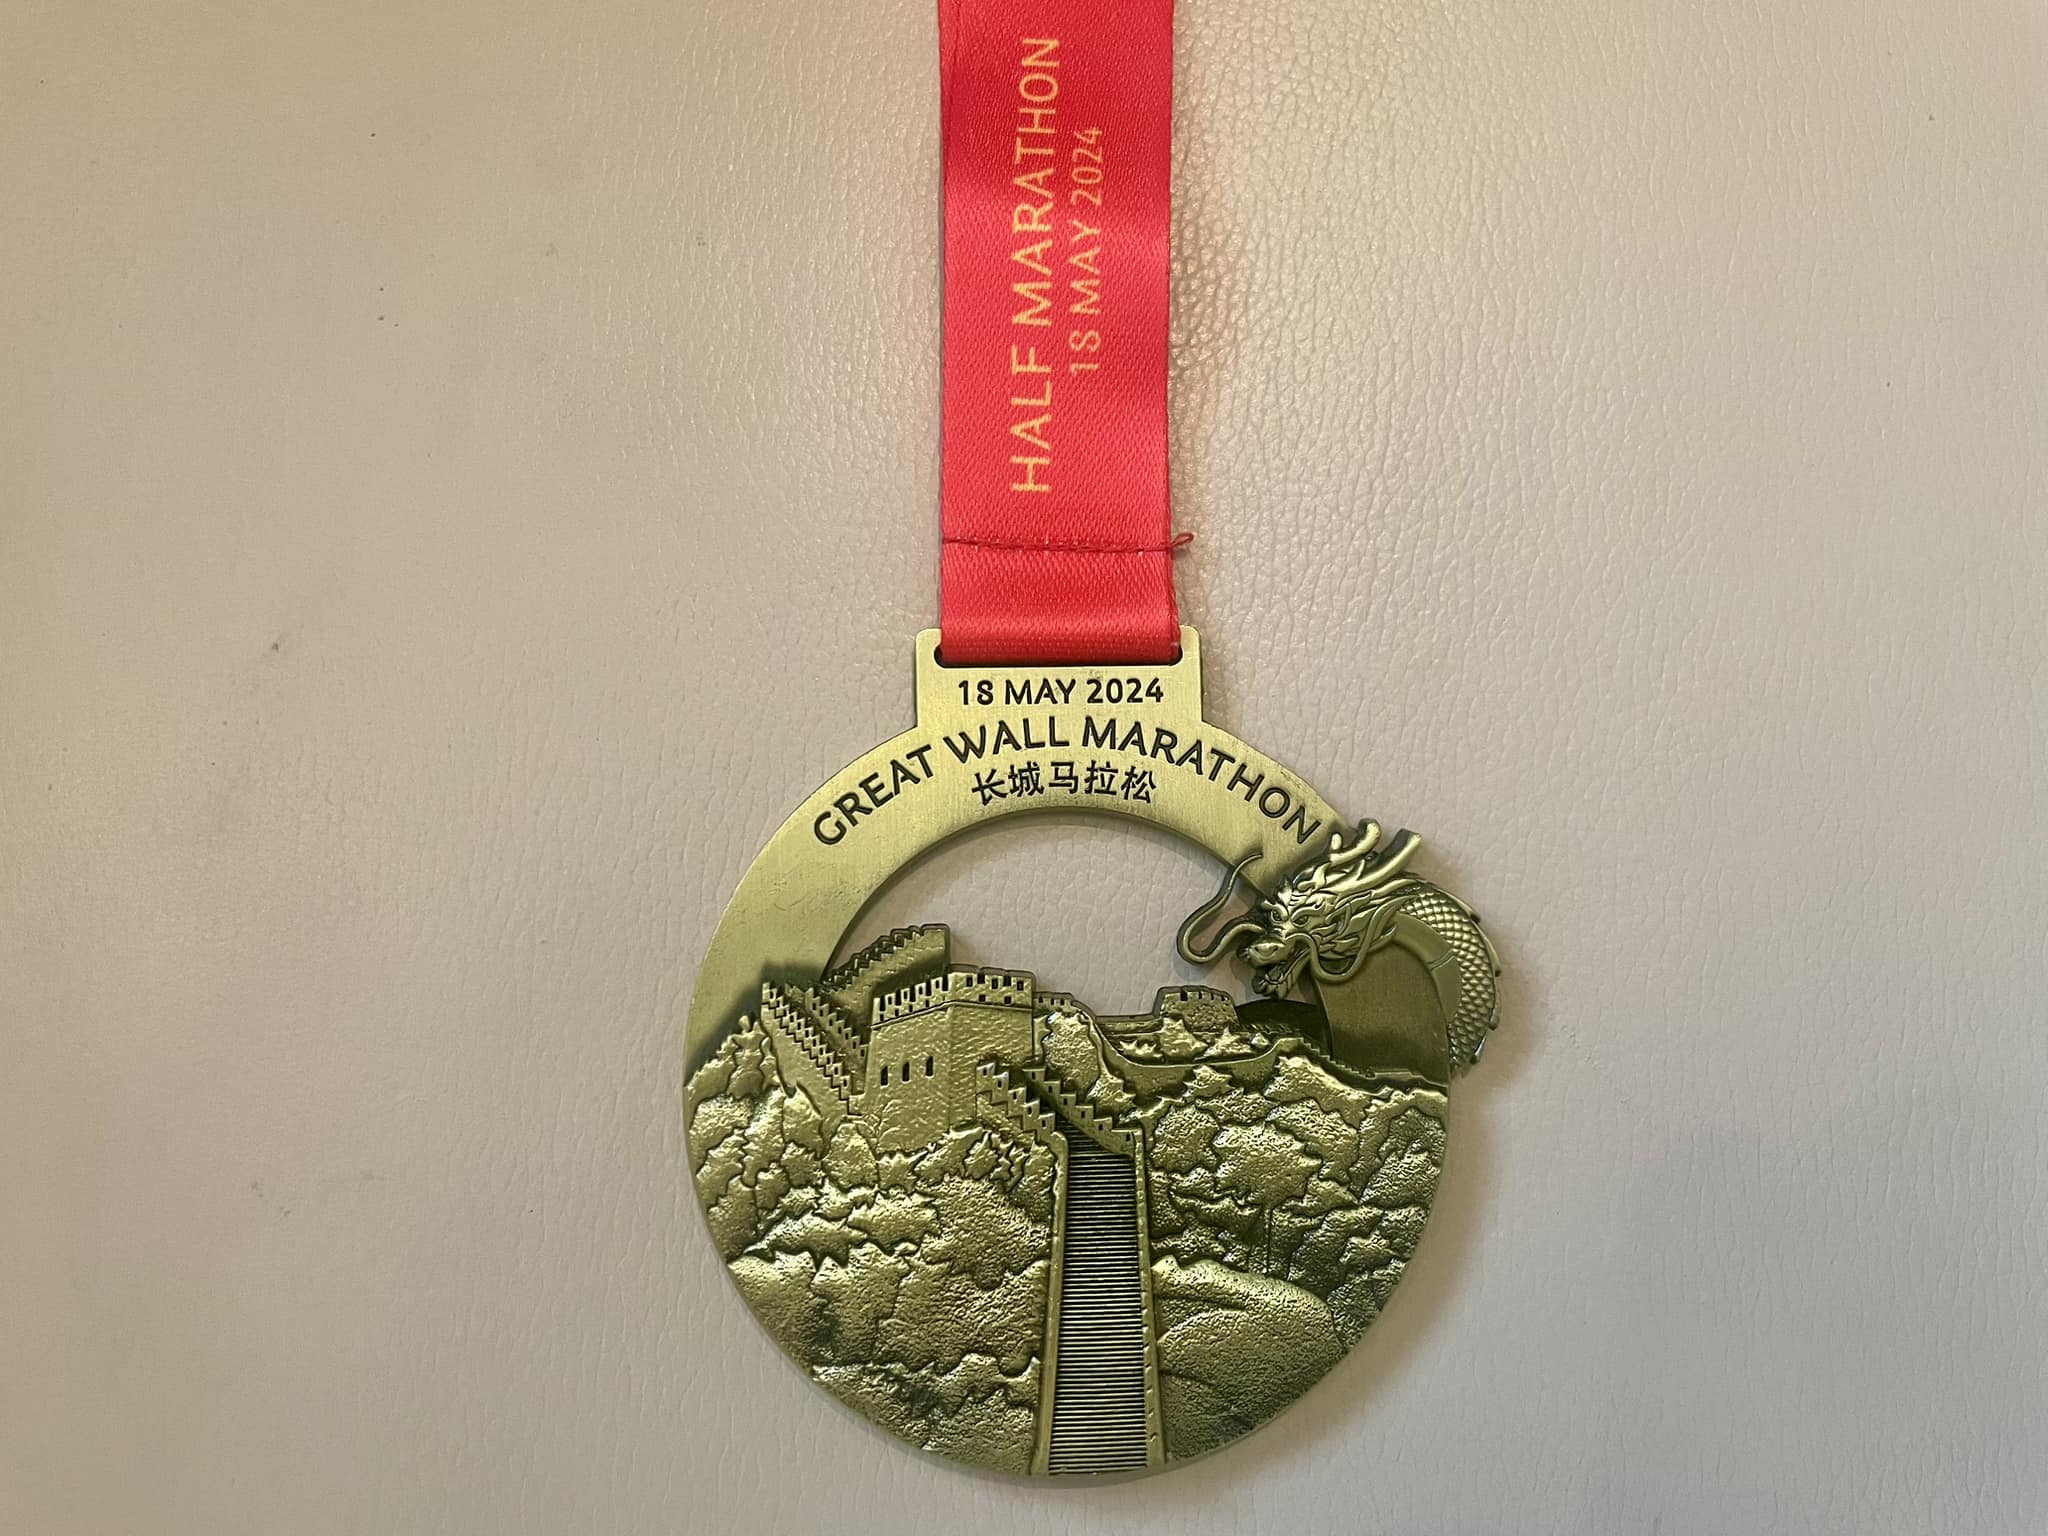 HALF MARATHON
18 MAY 2024
18 MAY 2024
GREAT WALL MARATHON
长城马拉松